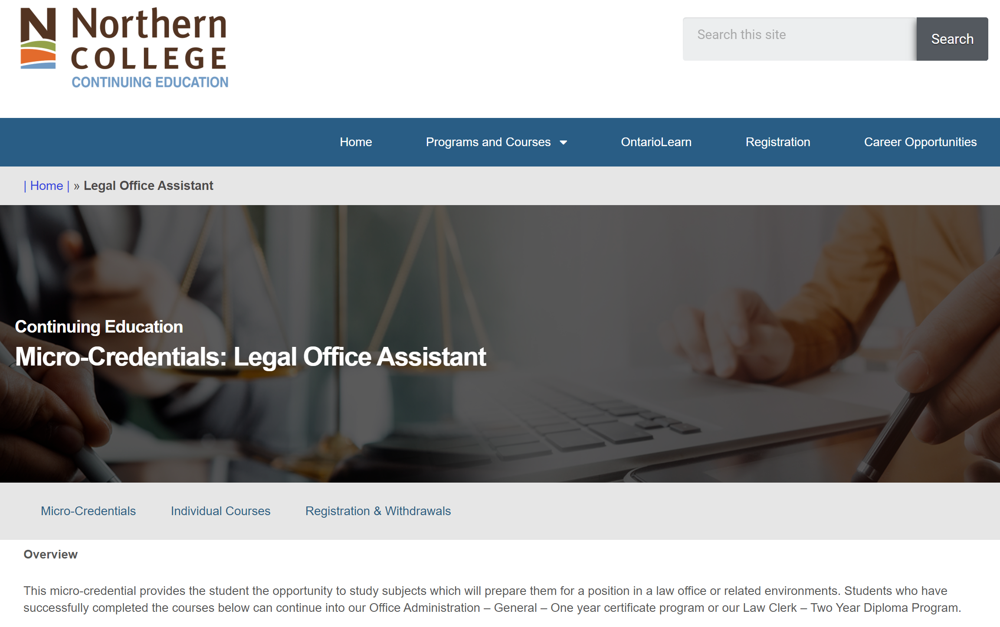 Northern
COLLEGE
CONTINUING EDUCATION
Search this site
Search
Home
Programs and Courses
OntarioLearn
Registration
Career Opportunities
| Home | » Legal Office Assistant
Continuing Education
Micro-Credentials: Legal Office Assistant
Micro-Credentials
Individual Courses
Registration & Withdrawals
Overview
This micro-credential provides the student the opportunity to study subjects which will prepare them for a position in a law office or related environments. Students who have
successfully completed the courses below can continue into our Office Administration – General – One year certificate program or our Law Clerk – Two Year Diploma Program.